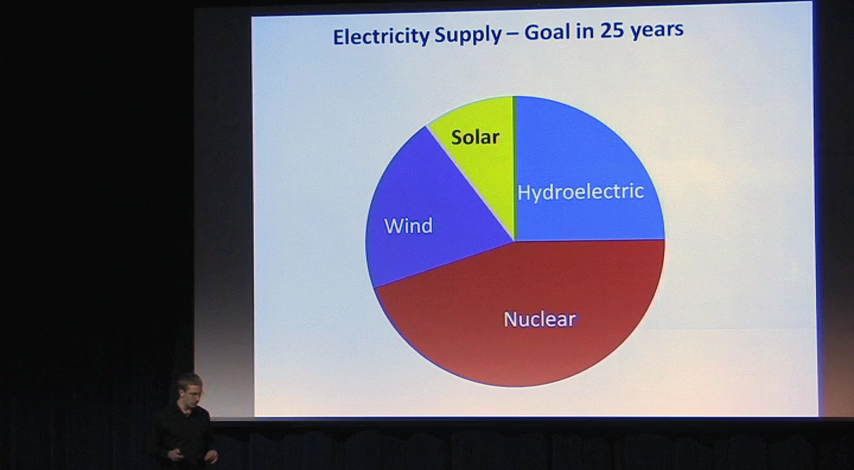 Electricity Supply – Goal in 25 years
Solar
Hydroelectric
Wind
Nuclear